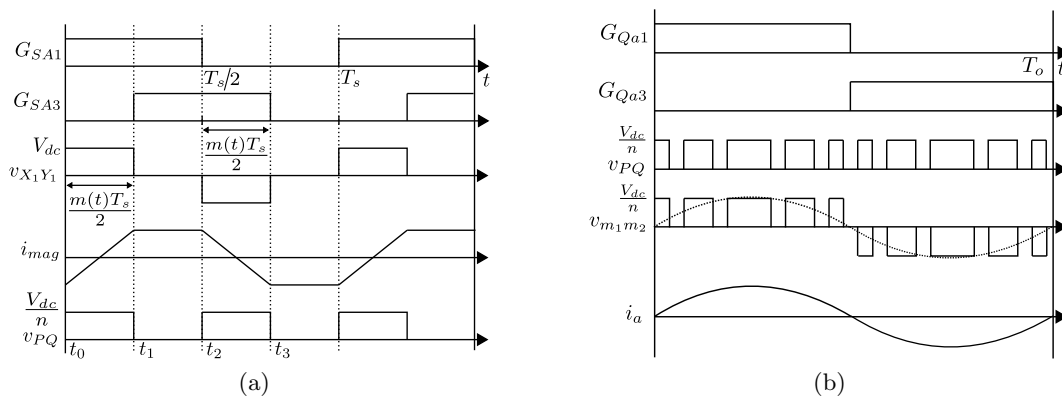 G_{SA1}
T_s/2
T_s
t
G_{SA3}
m(t)T_s
2
V_{dc}
v_{X_1Y_1}
m(t)T_s
2
i_{mag}
V_{dc}
n
v_{PQ}
t_0
t_1
t_2
t_3
(a)
G_{Qa1}
T_o
t
G_{Qa3}
V_{dc}
n
v_{PQ}
V_{dc}
n
v_{m_1m_2}
i_a
(b)